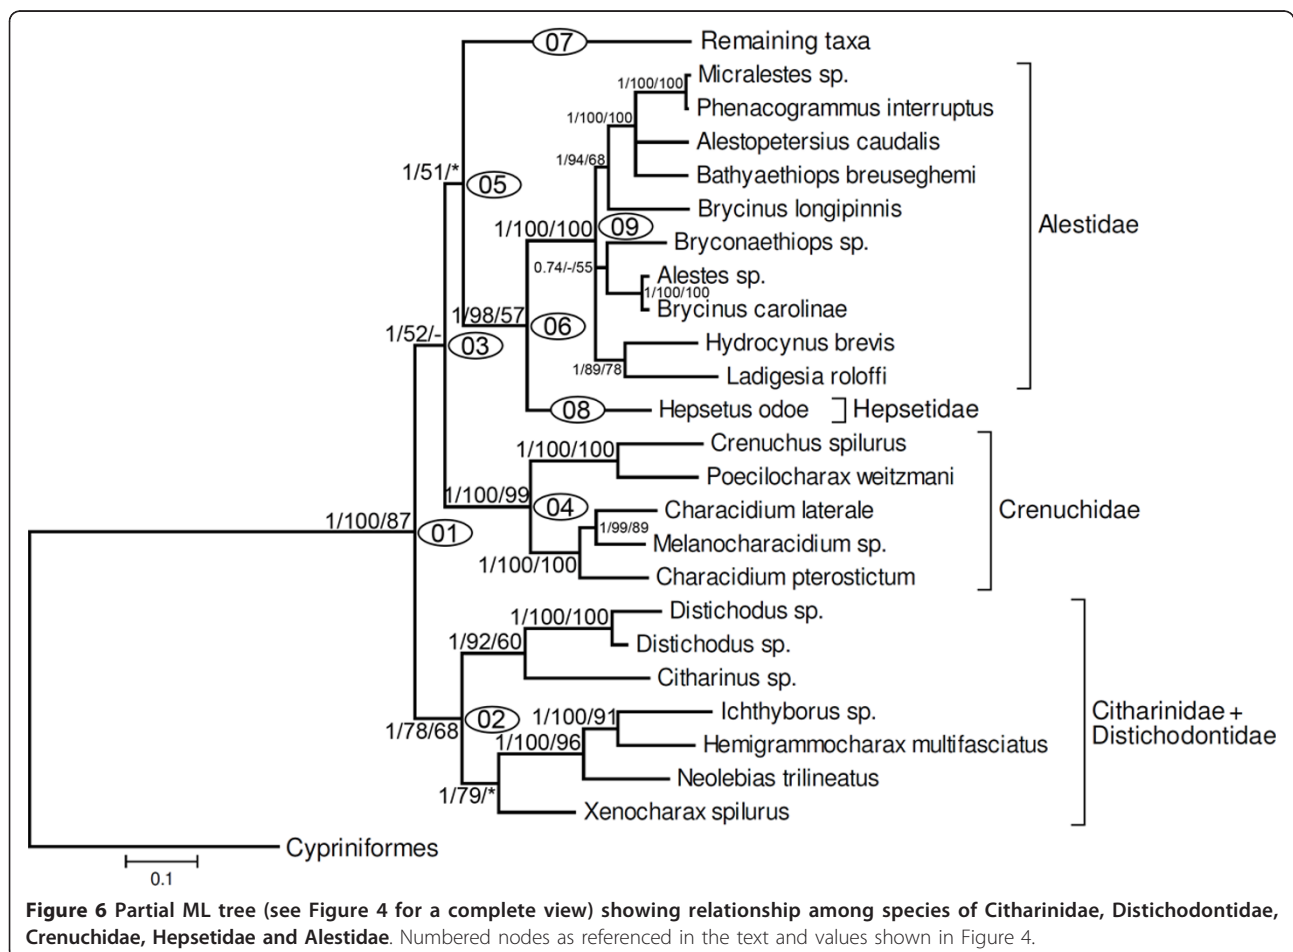 07
Remaining taxa
1/100/100
Micralestes sp.
Phenacogrammus interruptus
1/100/100
Alestopetersius caudalis
1/94/68
Bathyaethiops breuseghemi
1/51/*
05
Brycinus longipinnis
1/100/100
09
Alestidae
Bryconaethiops sp.
0.74/-/55
Alestes sp.
1/100/100
Brycinus carolinae
1/98/57
06
1/52/-
03
Hydrocynus brevis
1/89/78
Ladigesia roloffi
08
Hepsetus odoe
Hepsetidae
1/100/100
Crenuchus spilurus
Poecilocharax weitzmani
1/100/99
04
Characidium laterale
Crenuchidae
1/100/87
01
1/99/89
Melanocharacidium sp.
1/100/100
Characidium pterostictum
1/100/100
Distichodus sp.
1/92/60
Distichodus sp.
Citharinus sp.
1/78/68
02
1/100/91
Ichthyborus sp.
Citharinidae +
Distichodontidae
1/100/96
Hemigrammocharax multifasciatus
Neolebias trilineatus
1/79/*
Xenocharax spilurus
Cypriniformes
0.1
Figure 6 Partial ML tree (see Figure 4 for a complete view) showing relationship among species of Citharinidae, Distichodontidae,
Crenuchidae, Hepsetidae and Alestidae. Numbered nodes as referenced in the text and values shown in Figure 4.